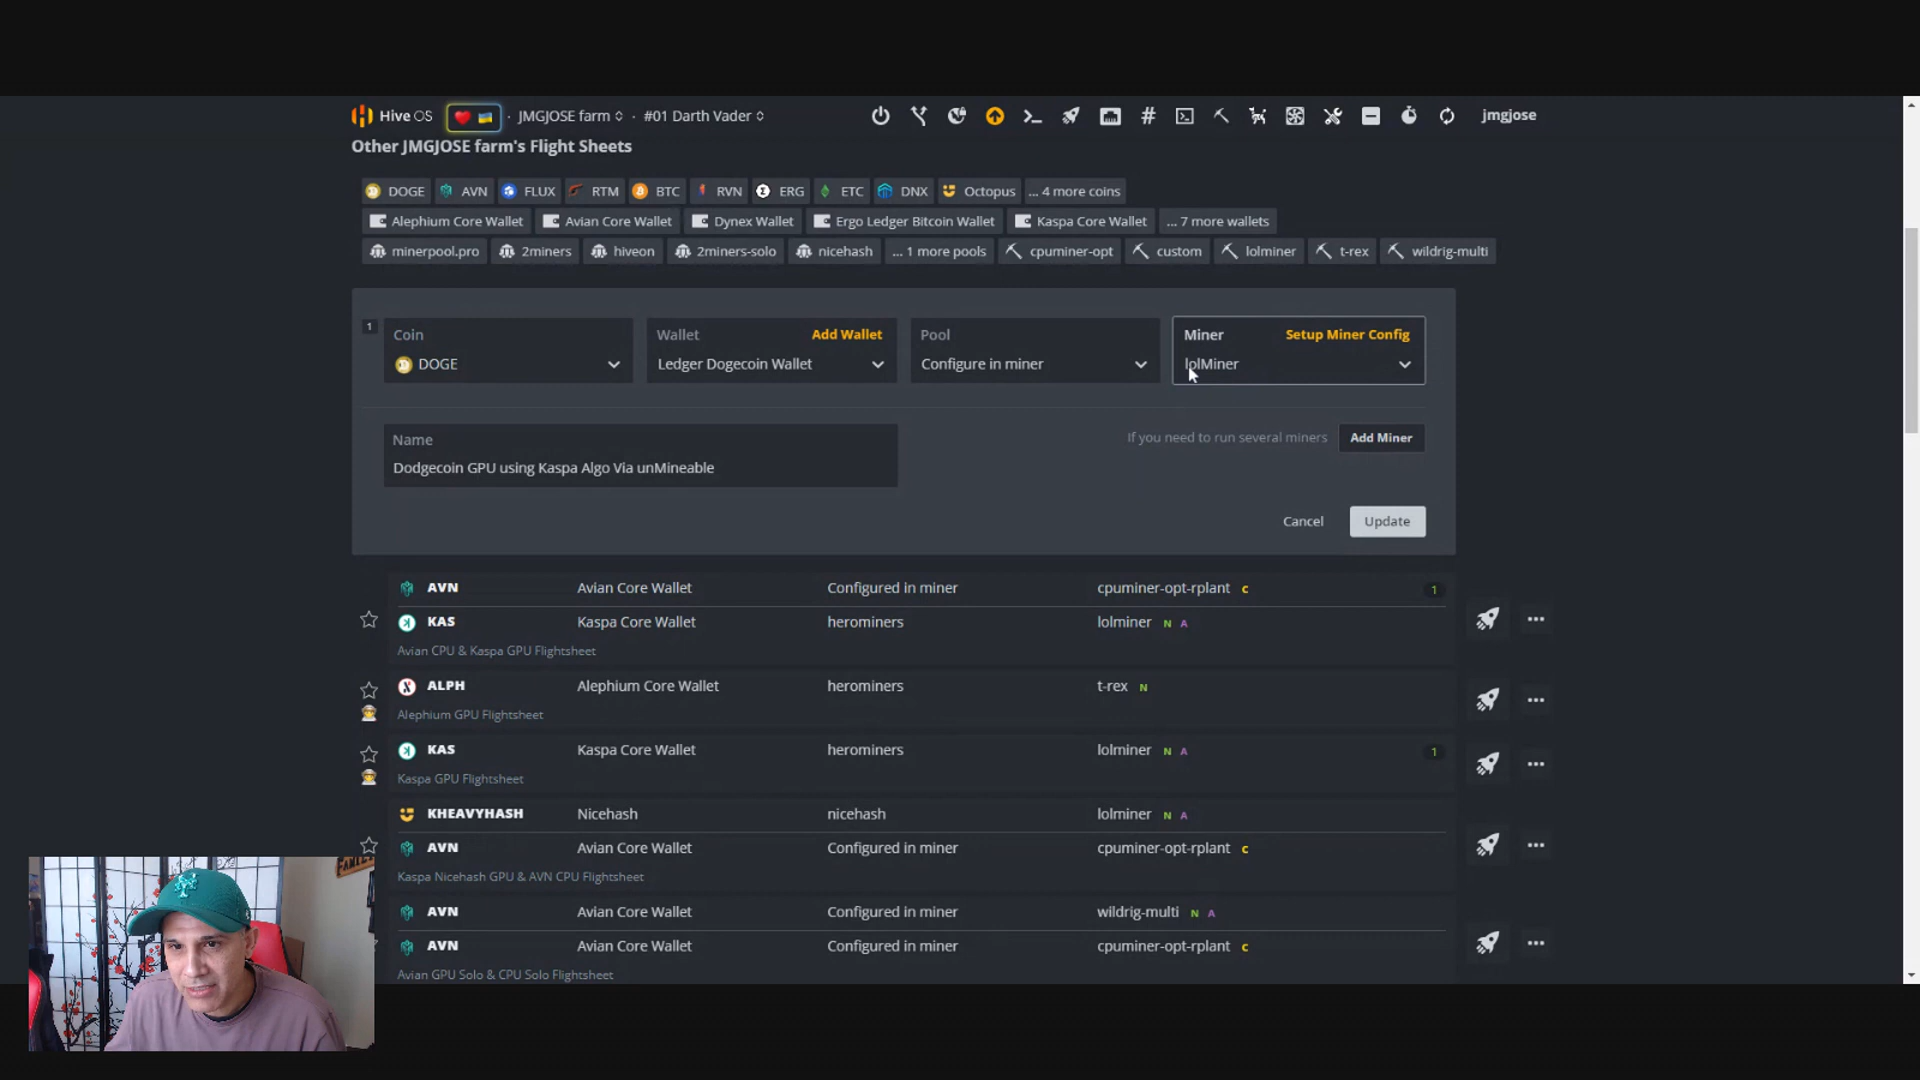 Hive OS JMGJOSE farm · #01 Darth Vader jmgjose
Other JMGJOSE farm's Flight Sheets
DOGE AVN FLUX RTM BTC RVN ERG ETC DNX Octopus ... 4 more coins
Alephium Core Wallet Avian Core Wallet Dynex Wallet Ergo Ledger Bitcoin Wallet Kaspa Core Wallet ... 7 more wallets
minerpool.pro 2miners hiveon 2miners-solo nicehash ... 1 more pools cpuminer-opt custom lolminer t-rex wildrig-multi
1 Coin Wallet Add Wallet Pool Miner Setup Miner Config
DOGE Ledger Dogecoin Wallet Configure in miner lolMiner
Name If you need to run several miners Add Miner
Dodgecoin GPU using Kaspa Algo Via unMineable
Cancel Update
AVN Avian Core Wallet Configured in miner cpuminer-opt-rplant C 1
KAS Kaspa Core Wallet herominers lolminer N A
Avian CPU & Kaspa GPU Flightsheet
ALPH Alephium Core Wallet herominers t-rex N
Alephium GPU Flightsheet
KAS Kaspa Core Wallet herominers lolminer N A 1
Kaspa GPU Flightsheet
KHEAVYHASH Nicehash nicehash lolminer N A
AVN Avian Core Wallet Configured in miner cpuminer-opt-rplant C
Kaspa Nicehash GPU & AVN CPU Flightsheet
AVN Avian Core Wallet Configured in miner wildrig-multi N A
AVN Avian Core Wallet Configured in miner cpuminer-opt-rplant C
Avian GPU Solo & CPU Solo Flightsheet